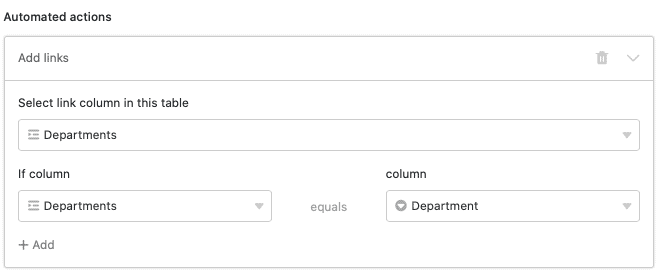 Automated actions
Add links
Select link column in this table
Departments
If column
column
Departments
equals
Department
+ Add